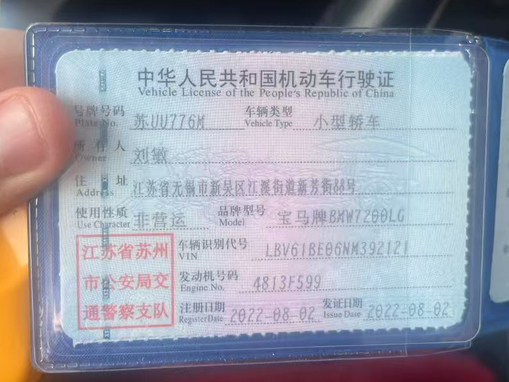 中华人民共和国机动车行驶证
Vehicle License of the People's Republic of China
号牌号码 苏UU776M 车辆类型 小型轿车
Plate No. Vehicle Type
所有人 刘敏
Owner
住址 江苏省无锡市新吴区江溪街道新芳街88号
Address
使用性质 非营运 品牌型号 宝马牌BMW7200LG
Use Character Model
江苏省苏州市公安局交通警察支队
车辆识别代号 LBV61BE06NM392121
VIN
发动机号码 4813F599
Engine No.
注册日期 2022-08-02 发证日期 2022-08-02
Register Date Issue Date